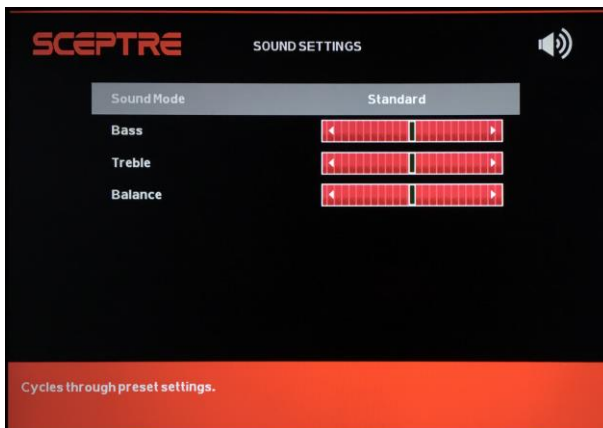 SCEPTRE
SOUND SETTINGS
Sound Mode Standard
Bass
Treble
Balance
Cycles through preset settings.